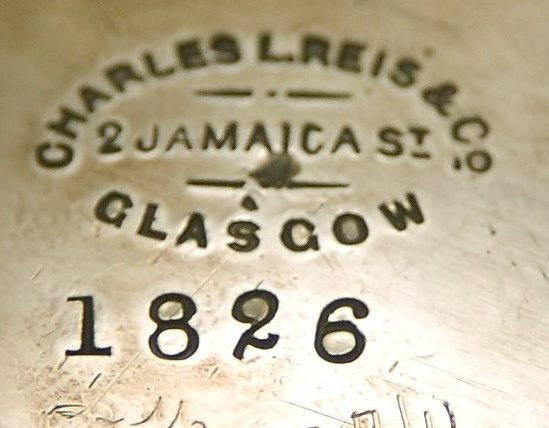 CHARLES L. REIS & Co.
2 JAMAICA ST
GLASGOW
1826